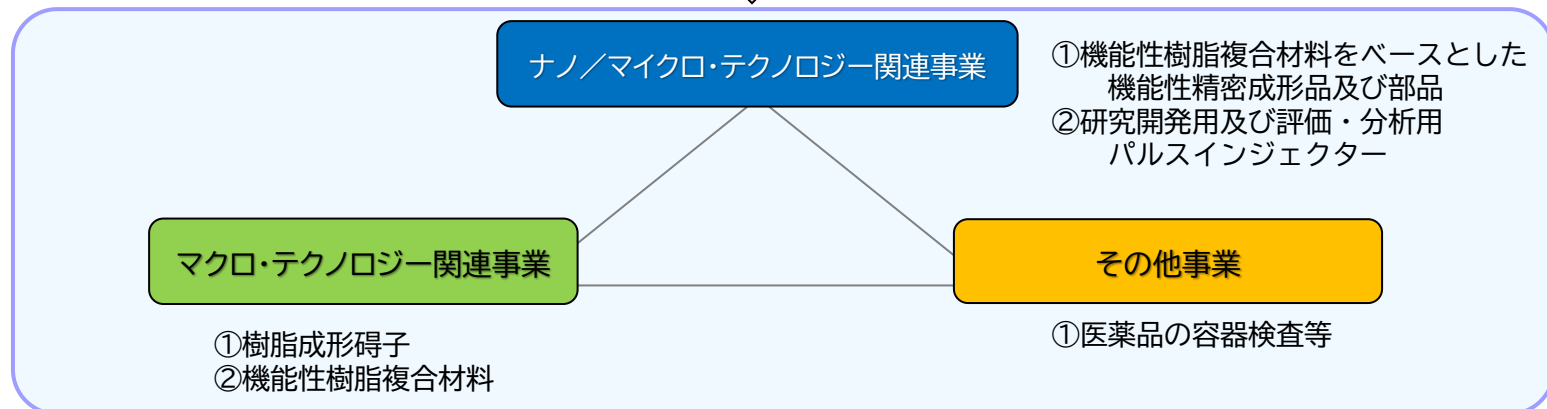 ナノ／マイクロ・テクノロジー関連事業
①機能性樹脂複合材料をベースとした
機能性精密成形品及び部品
②研究開発用及び評価・分析用
パルスインジェクター
マクロ・テクノロジー関連事業
①樹脂成形碍子
②機能性樹脂複合材料
その他事業
①医薬品の容器検査等